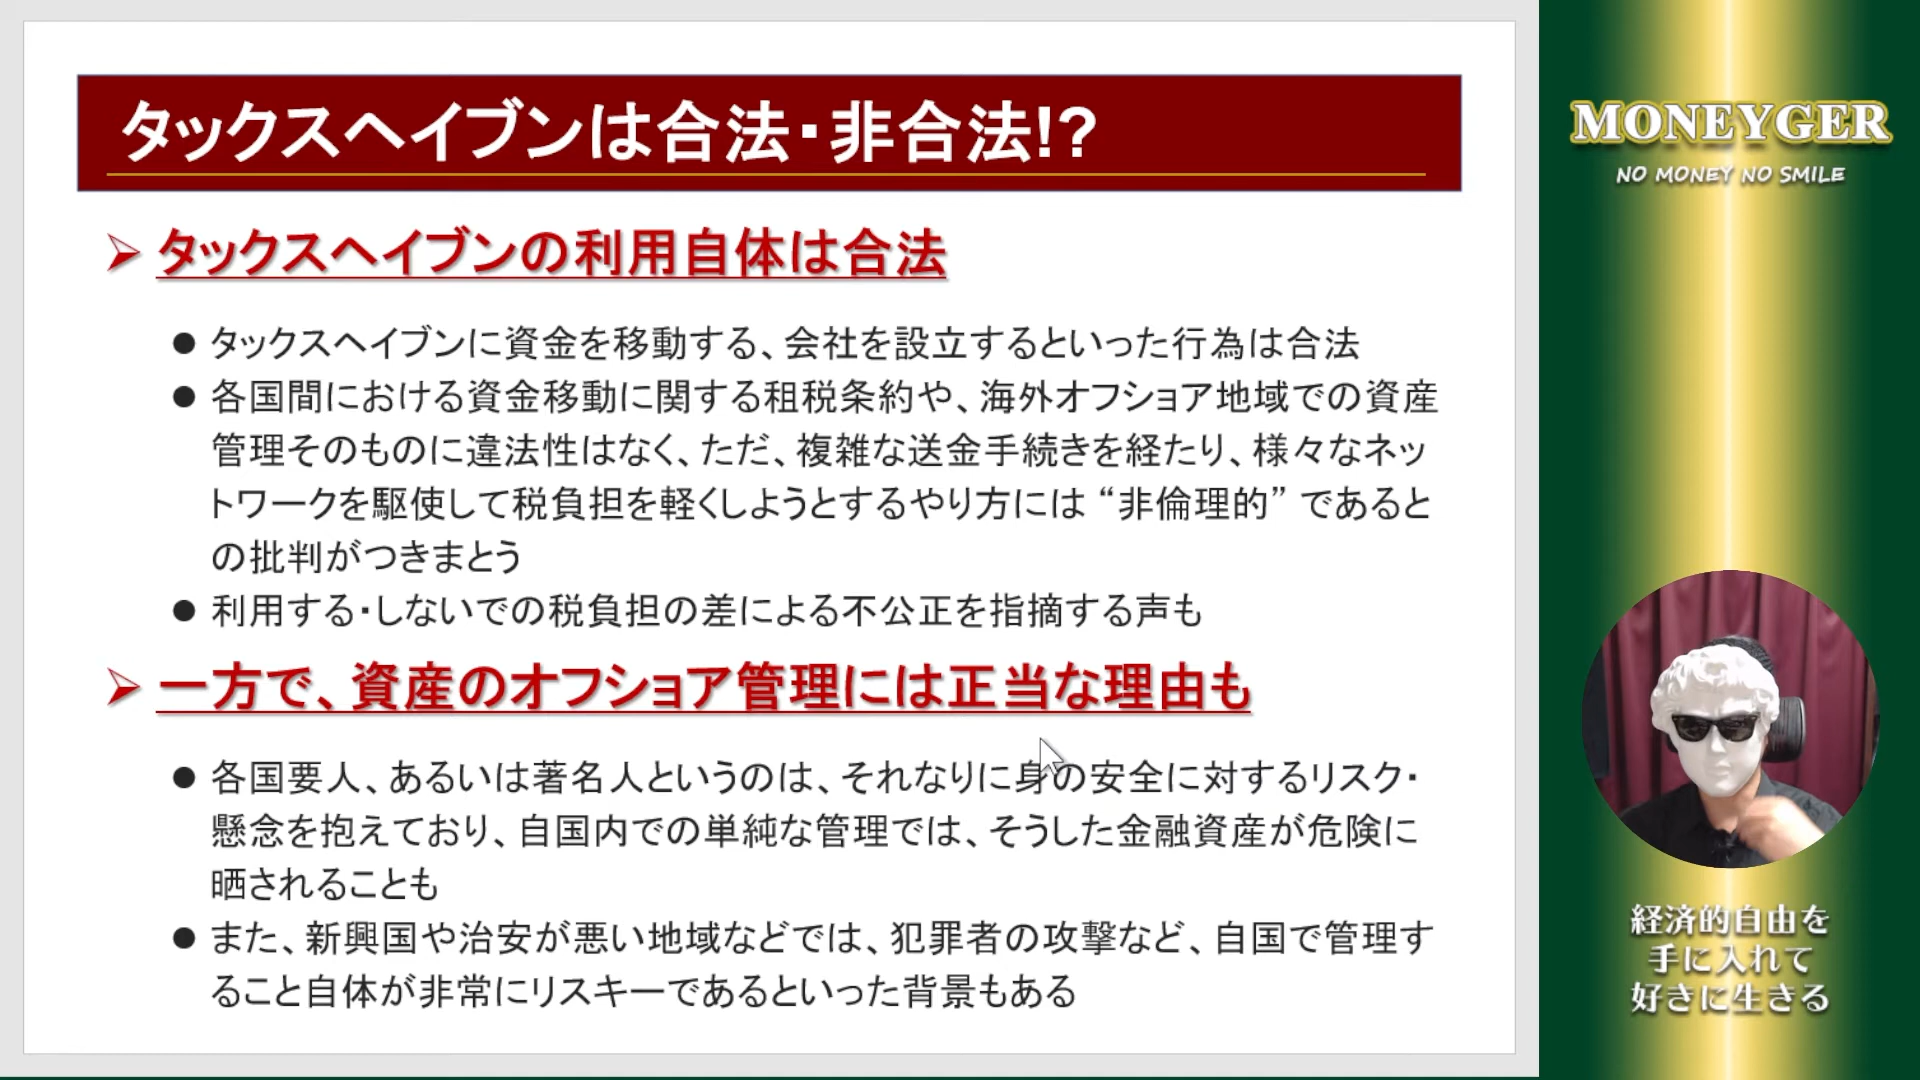 タックスヘイブンは合法・非合法!?
➢ タックスヘイブンの利用自体は合法
● タックスヘイブンに資金を移動する、会社を設立するといった行為は合法
● 各国間における資金移動に関する租税条約や、海外オフショア地域での資産
管理そのものに違法性はなく、ただ、複雑な送金手続きを経たり、様々なネッ
トワークを駆使して税負担を軽くしようとするやり方には “非倫理的” であると
の批判がつきまとう
● 利用する・しないでの税負担の差による不公正を指摘する声も
➢ 一方で、資産のオフショア管理には正当な理由も
● 各国要人、あるいは著名人というのは、それなりに身の安全に対するリスク・
懸念を抱えており、自国内での単純な管理では、そうした金融資産が危険に
晒されることも
● また、新興国や治安が悪い地域などでは、犯罪者の攻撃など、自国で管理す
ること自体が非常にリスキーであるといった背景もある
MONEYGER
NO MONEY NO SMILE
経済的自由を
手に入れて
好きに生きる